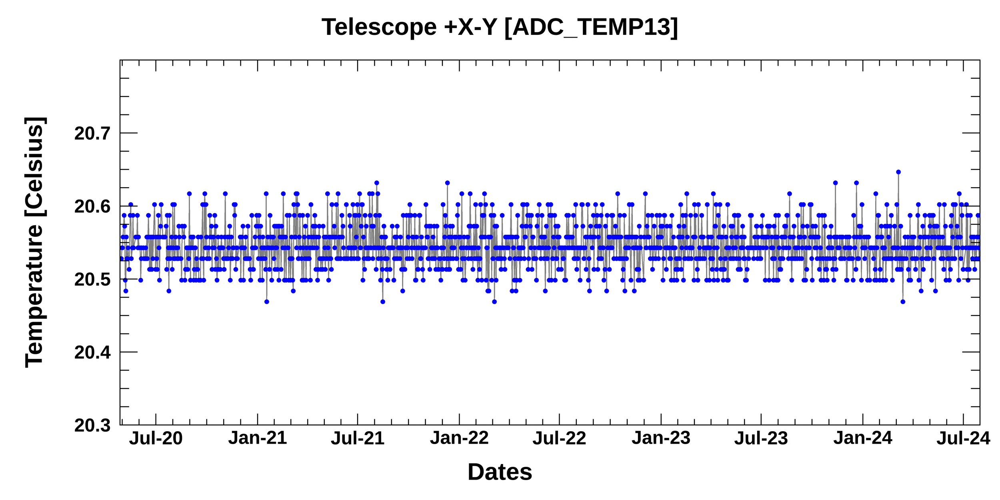 Telescope +X-Y [ADC_TEMP13]
Temperature [Celsius]
20.7
20.6
20.5
20.4
20.3
Jul-20 Jan-21 Jul-21 Jan-22 Jul-22 Jan-23 Jul-23 Jan-24 Jul-24
Dates